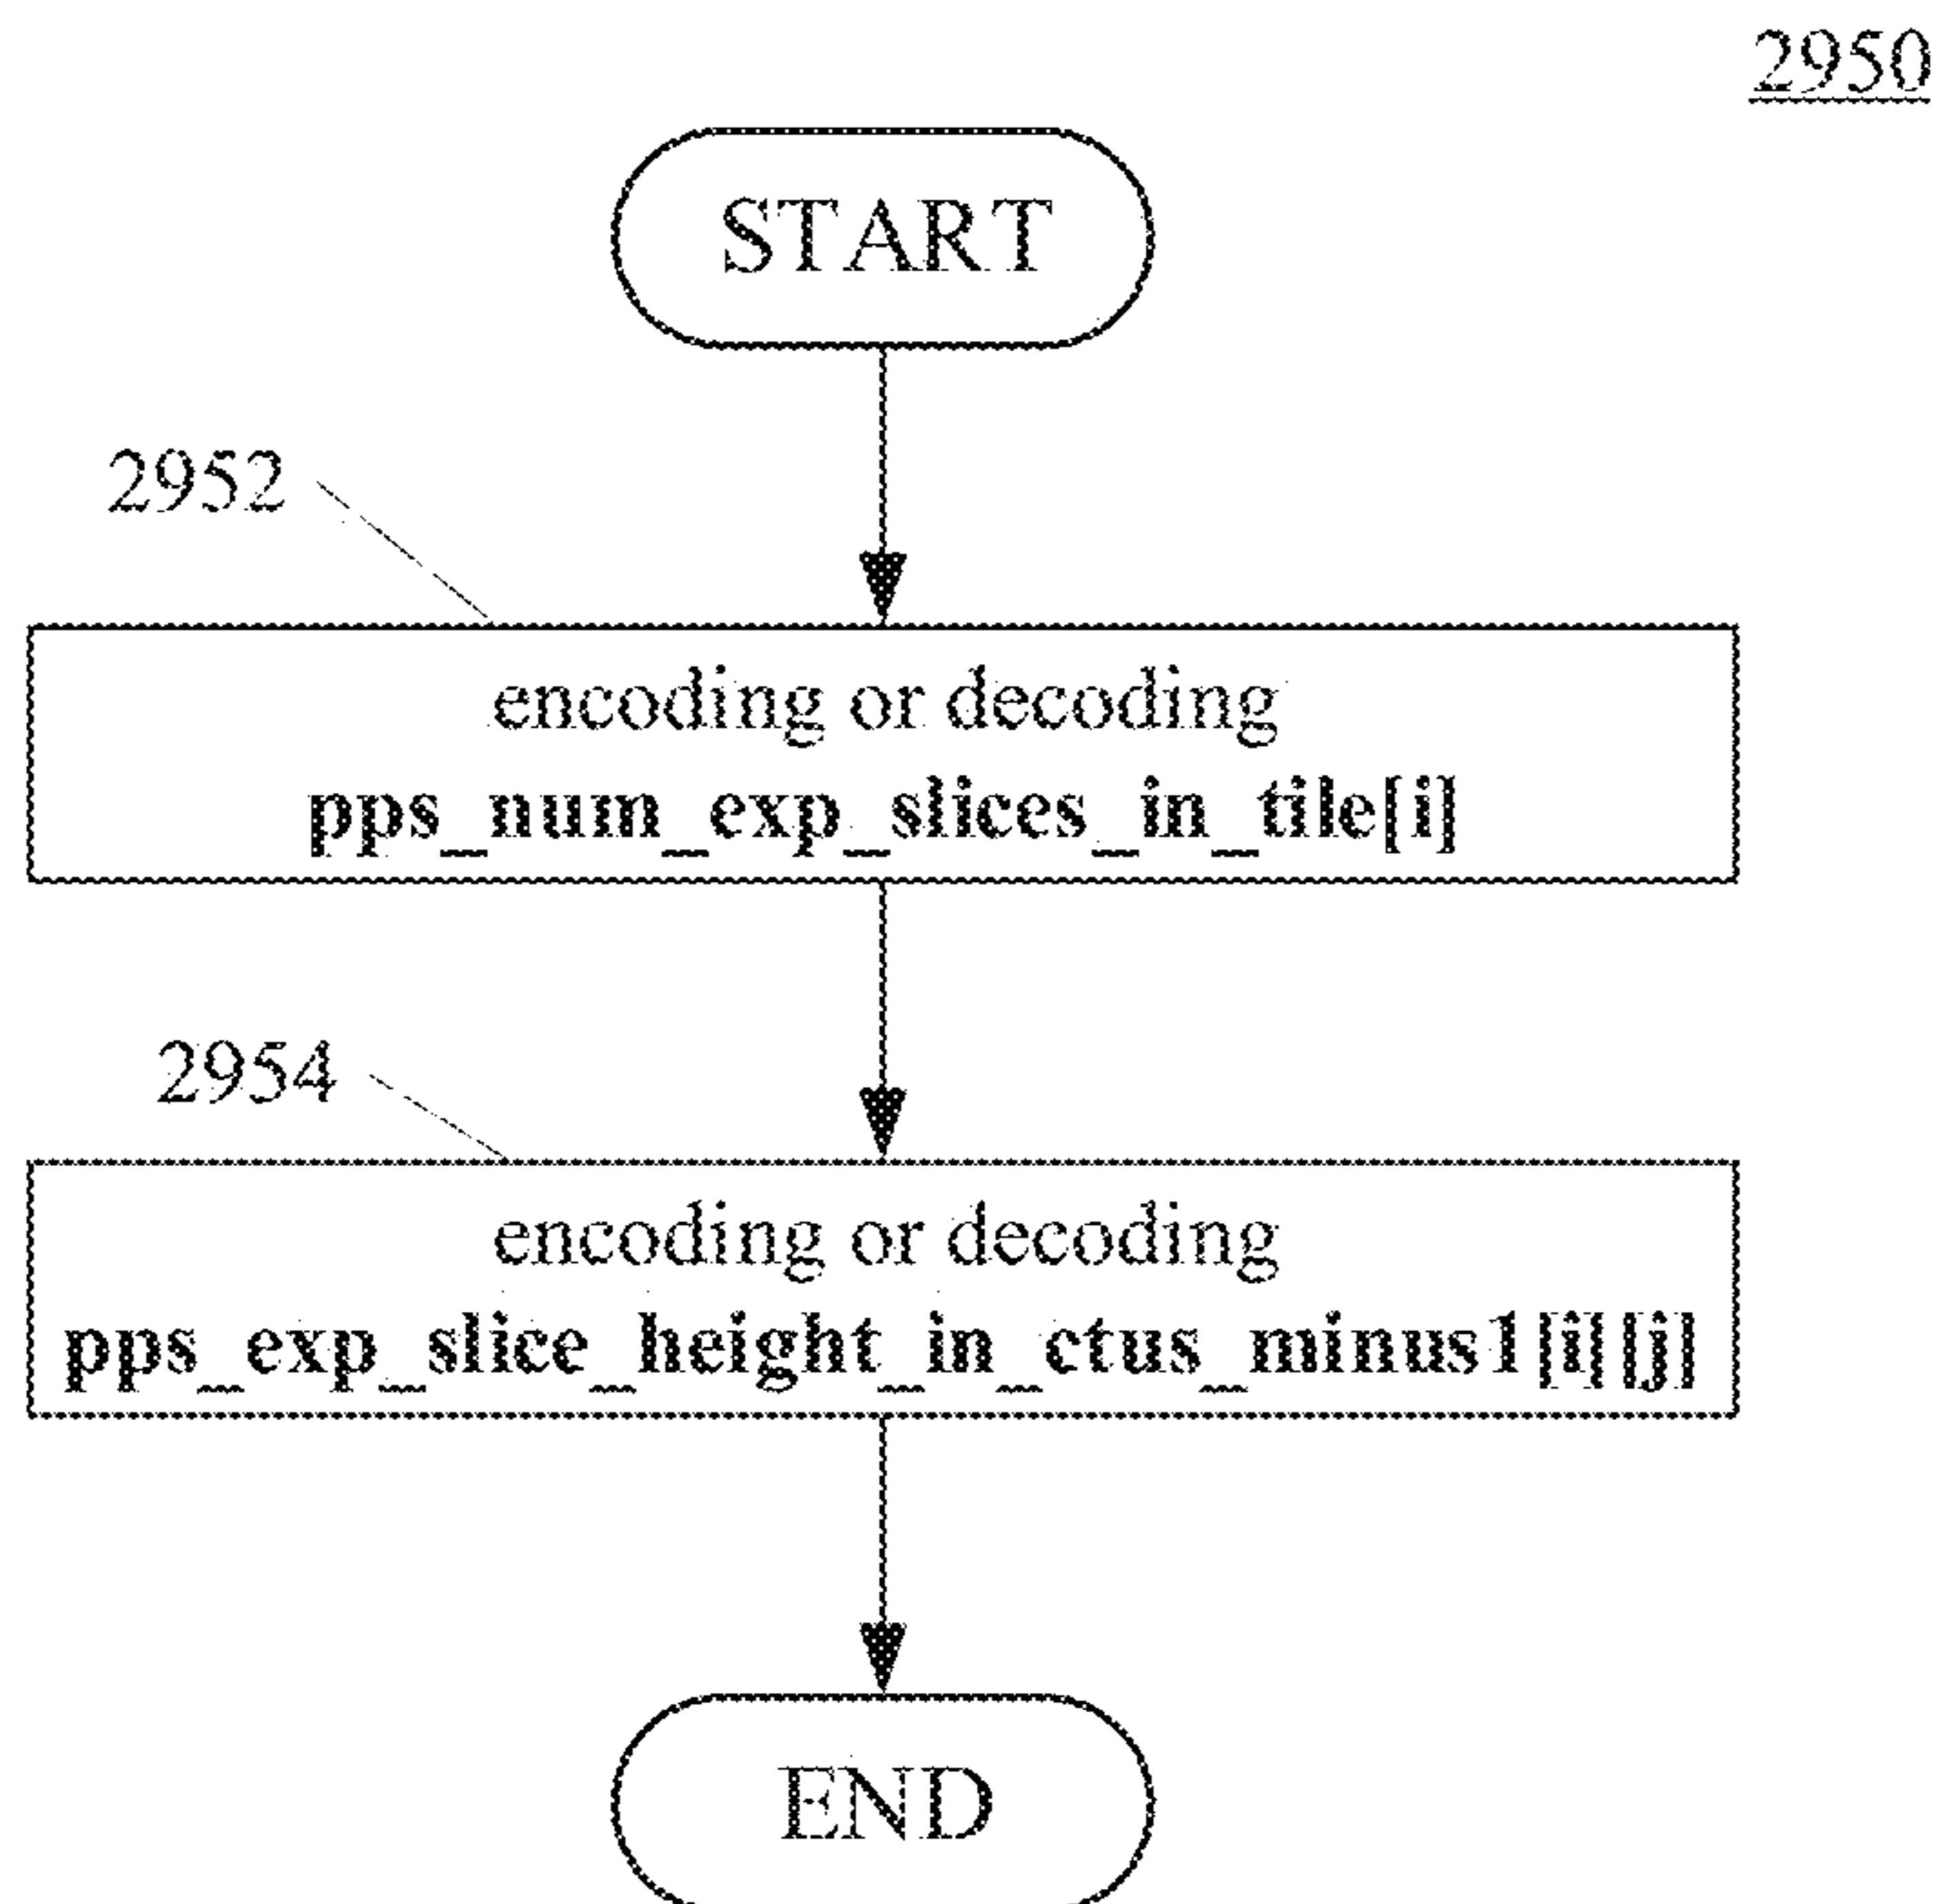 2950
START
2952
encoding or decoding
pps_num_exp_slices_in_tile[i]
2954
encoding or decoding
pps_exp_slice_height_in_ctus_minus1[i][j]
END